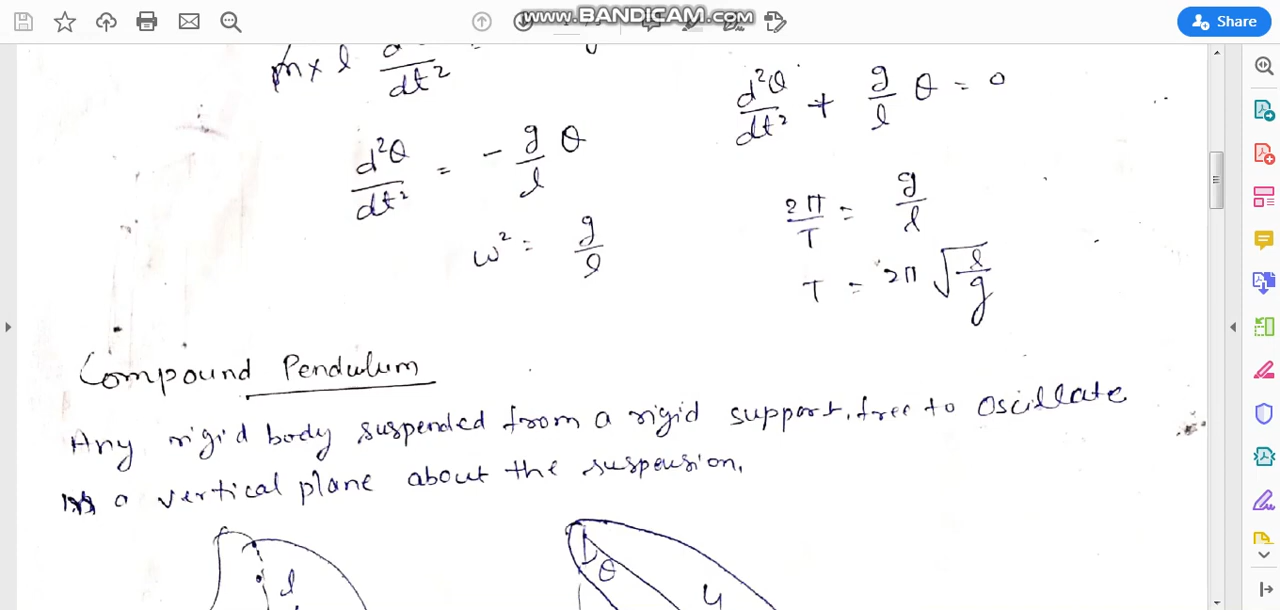 www.BANDICAM.com
Share
m × l d
dt²
d²θ/dt² = - g/l θ
ω² = g/l
d²θ/dt² + g/l θ = 0
2π/T = g/l
T = 2π √(l/g)
Compound Pendulum
Any rigid body suspended from a rigid support, free to oscillate
a vertical plane about the suspension,
l
θ